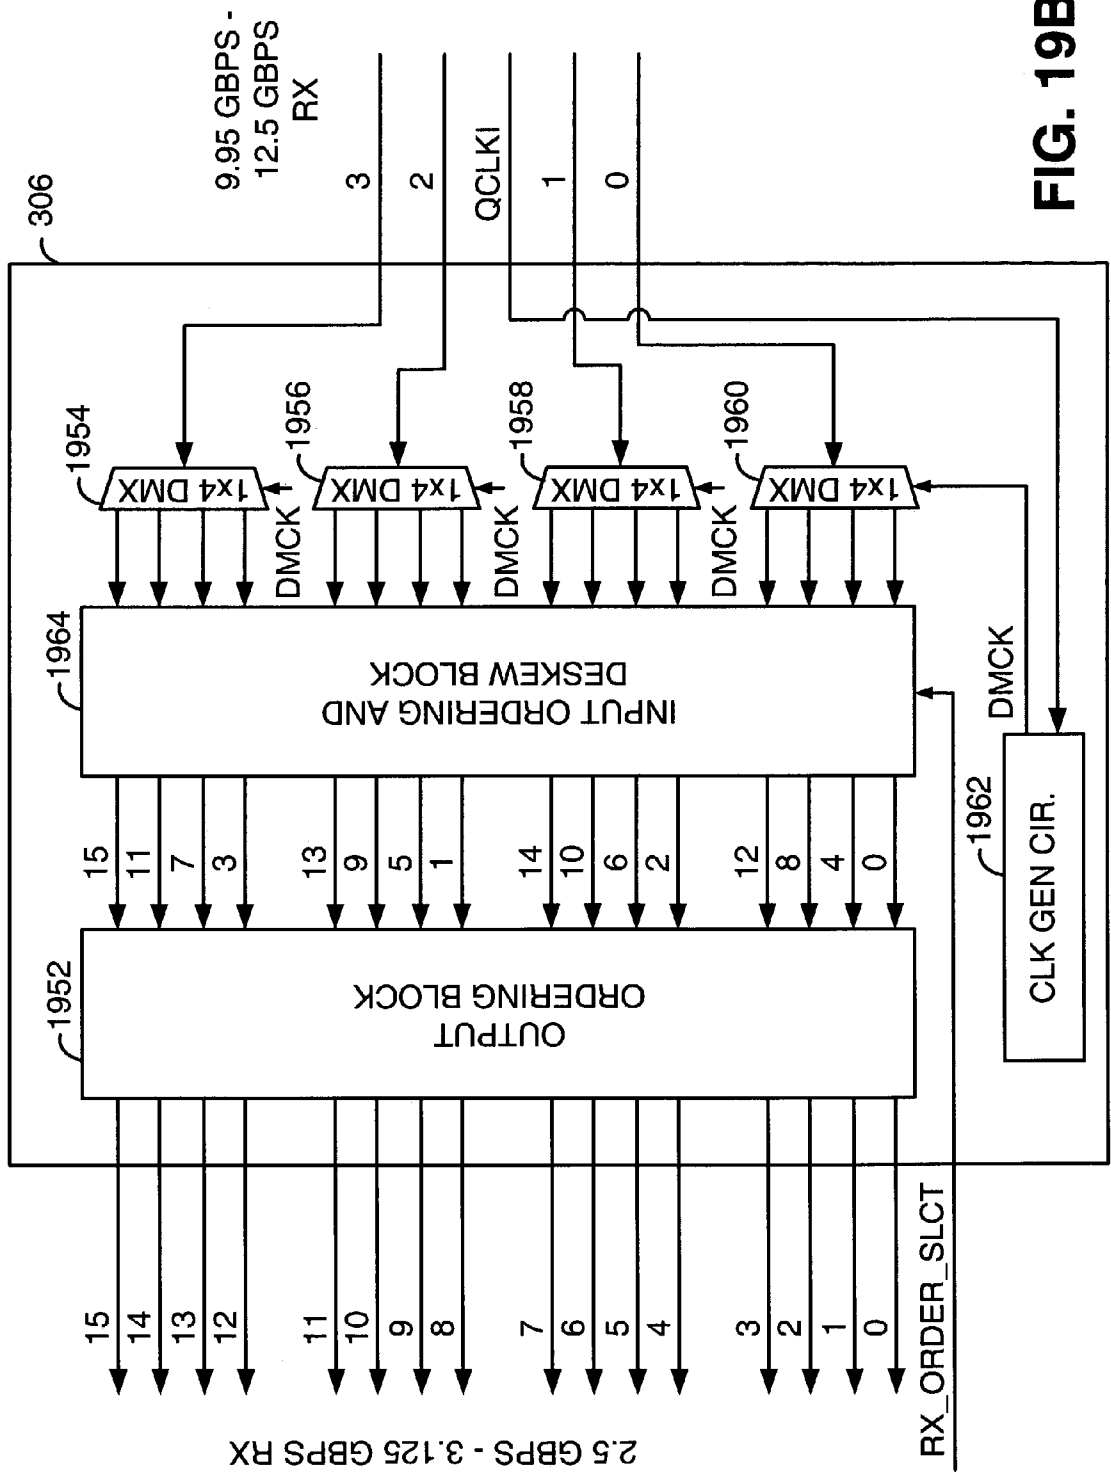 9.95 GBPS -
12.5 GBPS
RX
306
3
2
QCLKI
1
0
1954
1x4 DMX
DMCK
1956
1x4 DMX
DMCK
1958
1x4 DMX
DMCK
1960
1x4 DMX
1964
INPUT ORDERING AND
DESKEW BLOCK
DMCK
1962
CLK GEN CIR.
15
11
7
3
13
9
5
1
14
10
6
2
12
8
4
0
1952
OUTPUT
ORDERING BLOCK
15
14
13
12
11
10
9
8
7
6
5
4
3
2
1
0
RX_ORDER_SLCT
2.5 GBPS - 3.125 GBPS RX
FIG. 19B